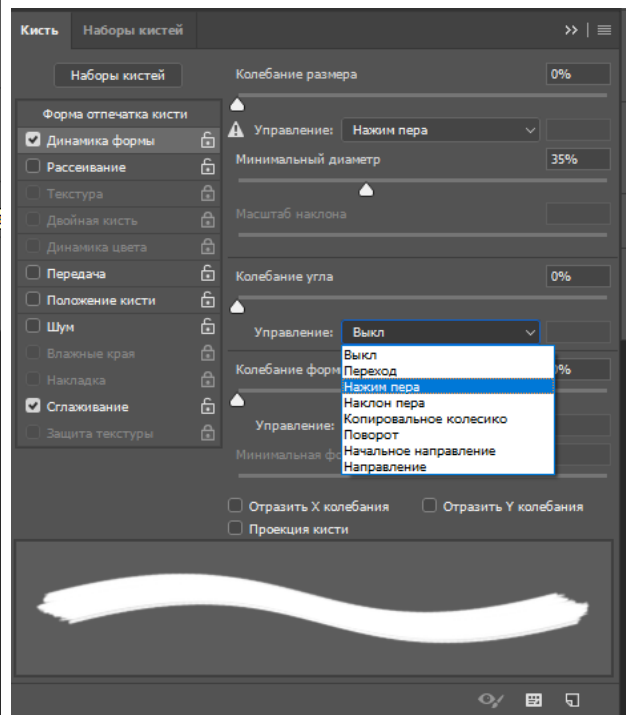 Кисть Наборы кистей
Наборы кистей
Форма отпечатка кисти
Динамика формы
Рассеивание
Текстура
Двойная кисть
Динамика цвета
Передача
Положение кисти
Шум
Влажные края
Накладка
Сглаживание
Защита текстуры
Колебание размера 0%
Управление: Нажим пера
Минимальный диаметр 35%
Масштаб наклона
Колебание угла 0%
Управление: Выкл
Выкл
Переход
Нажим пера
Наклон пера
Копировальное колесико
Поворот
Начальное направление
Направление
Колебание форм
Управление:
Минимальная фо
Отразить X колебания Отразить Y колебания
Проекция кисти